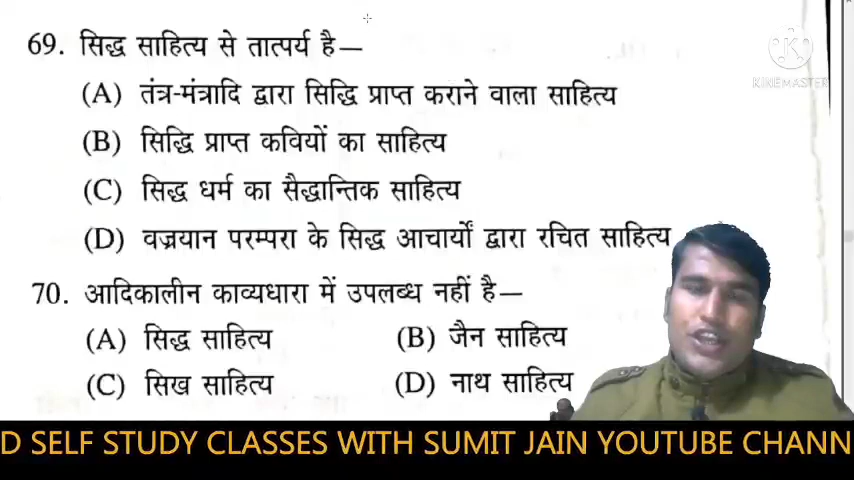 69. सिद्ध साहित्य से तात्पर्य है—
(A) तंत्र-मंत्रादि द्वारा सिद्धि प्राप्त कराने वाला साहित्य
(B) सिद्धि प्राप्त कवियों का साहित्य
(C) सिद्ध धर्म का सैद्धान्तिक साहित्य
(D) वज्रयान परम्परा के सिद्ध आचार्यों द्वारा रचित साहित्य
70. आदिकालीन काव्यधारा में उपलब्ध नहीं है—
(A) सिद्ध साहित्य (B) जैन साहित्य
(C) सिख साहित्य (D) नाथ साहित्य
KINEMASTER
D SELF STUDY CLASSES WITH SUMIT JAIN YOUTUBE CHANN